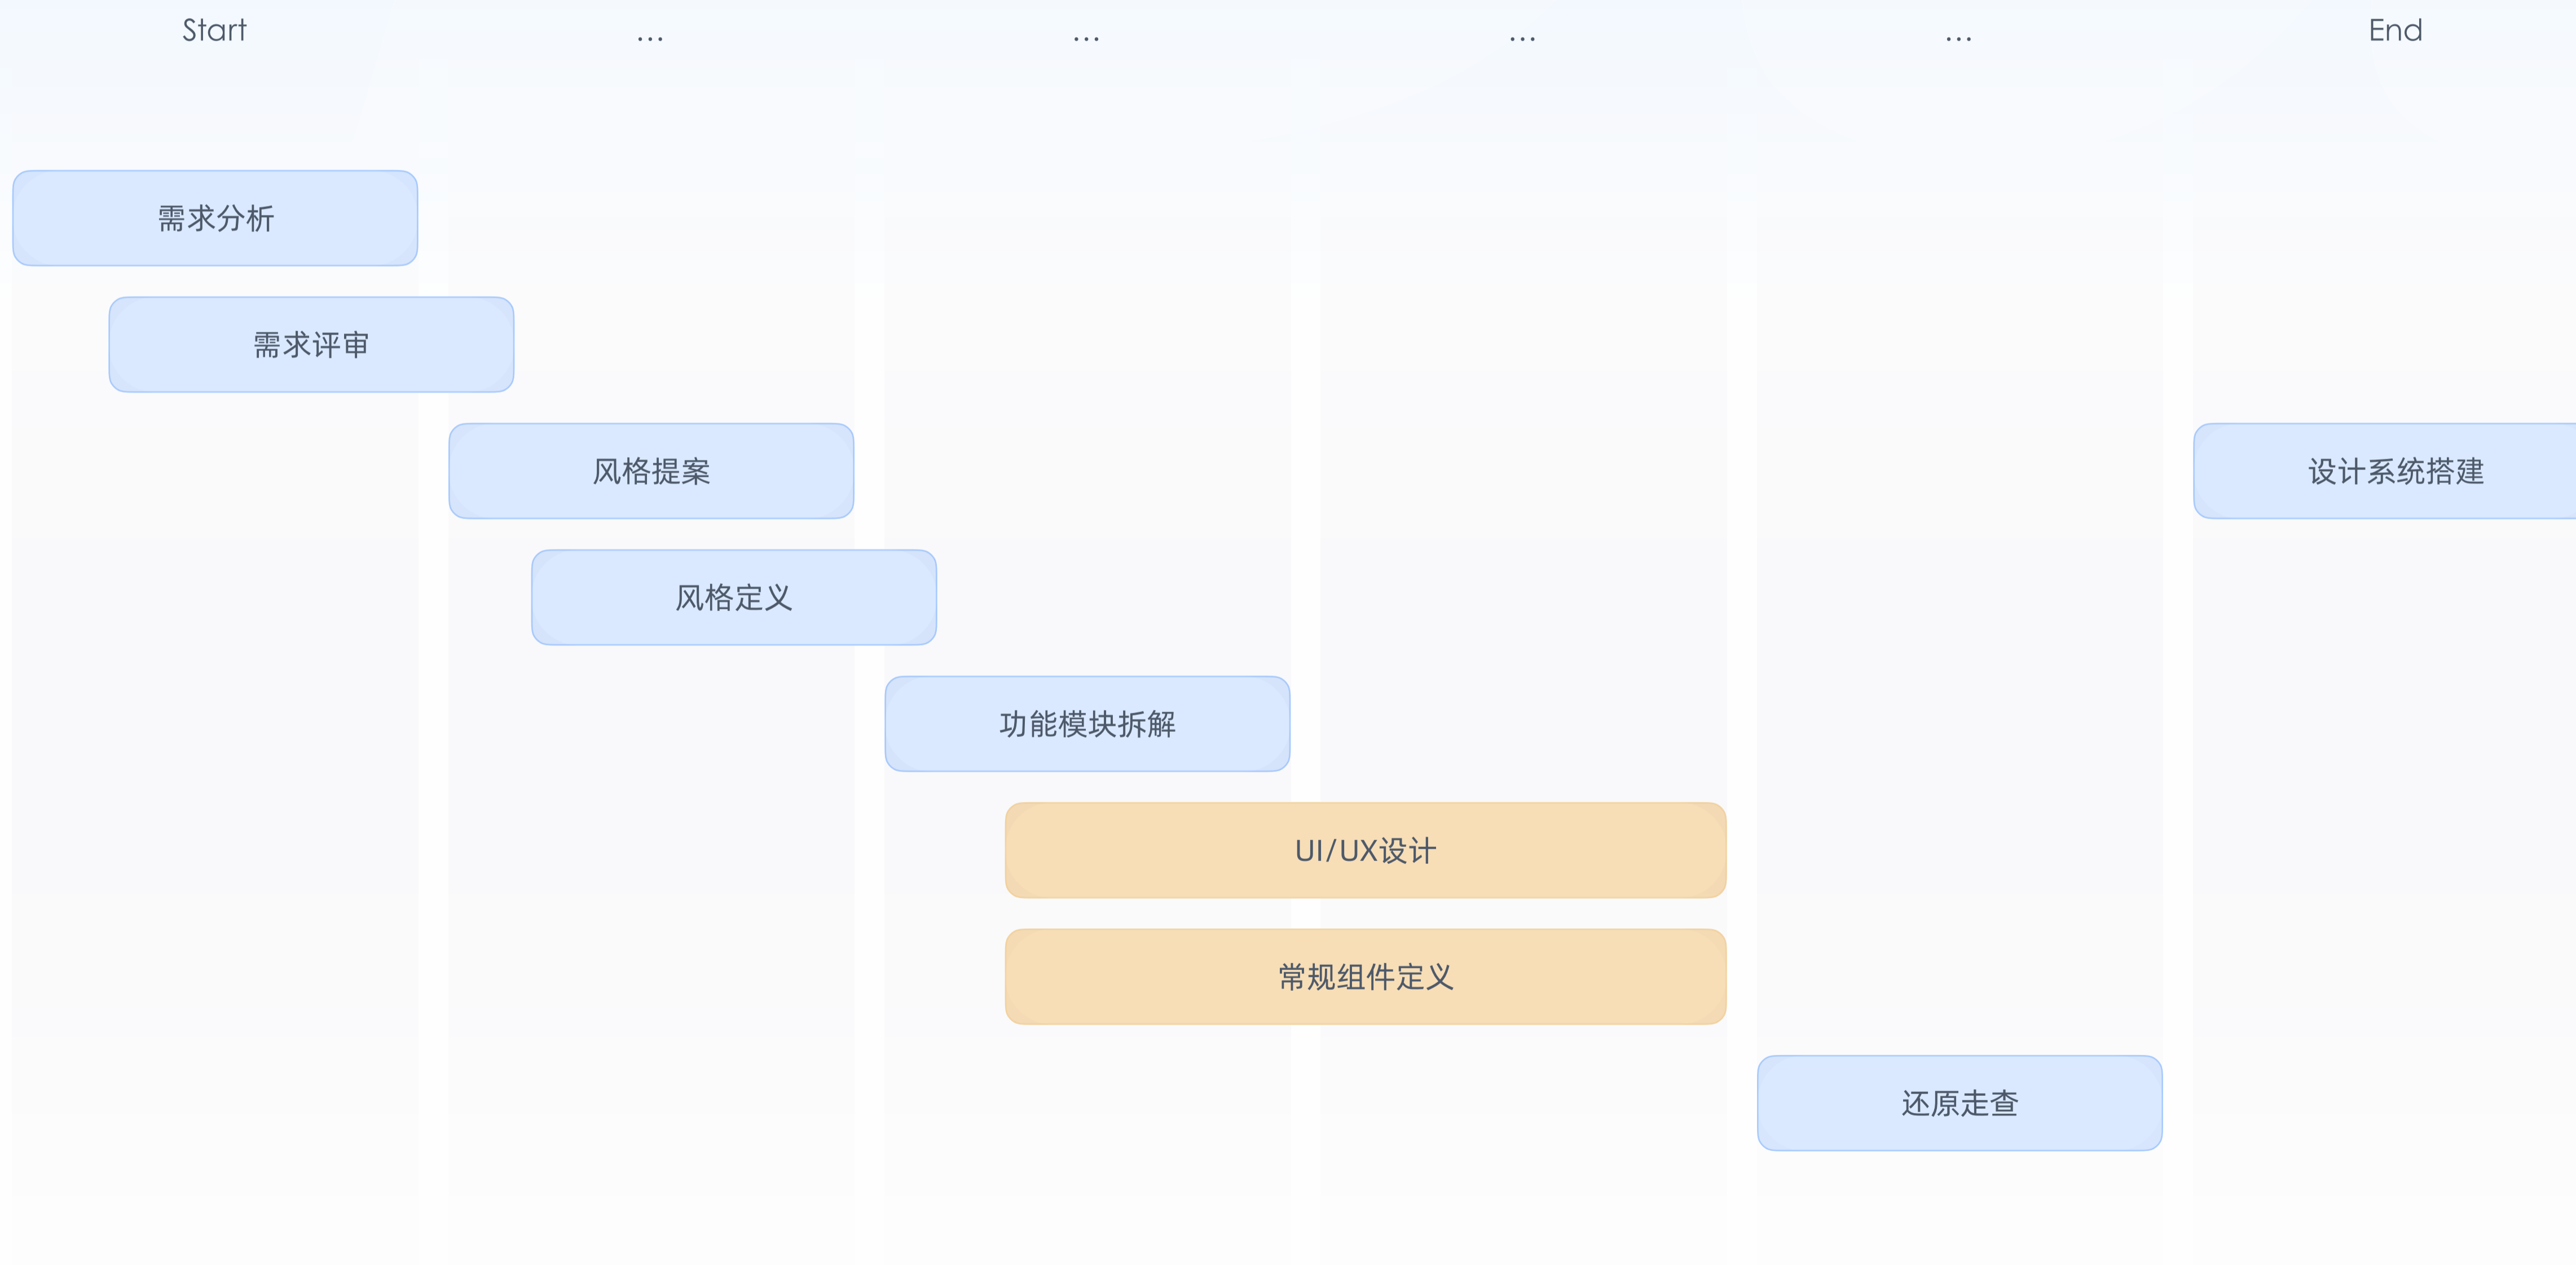 Start
...
...
...
...
End
需求分析
需求评审
风格提案
设计系统搭建
风格定义
功能模块拆解
UI/UX设计
常规组件定义
还原走查